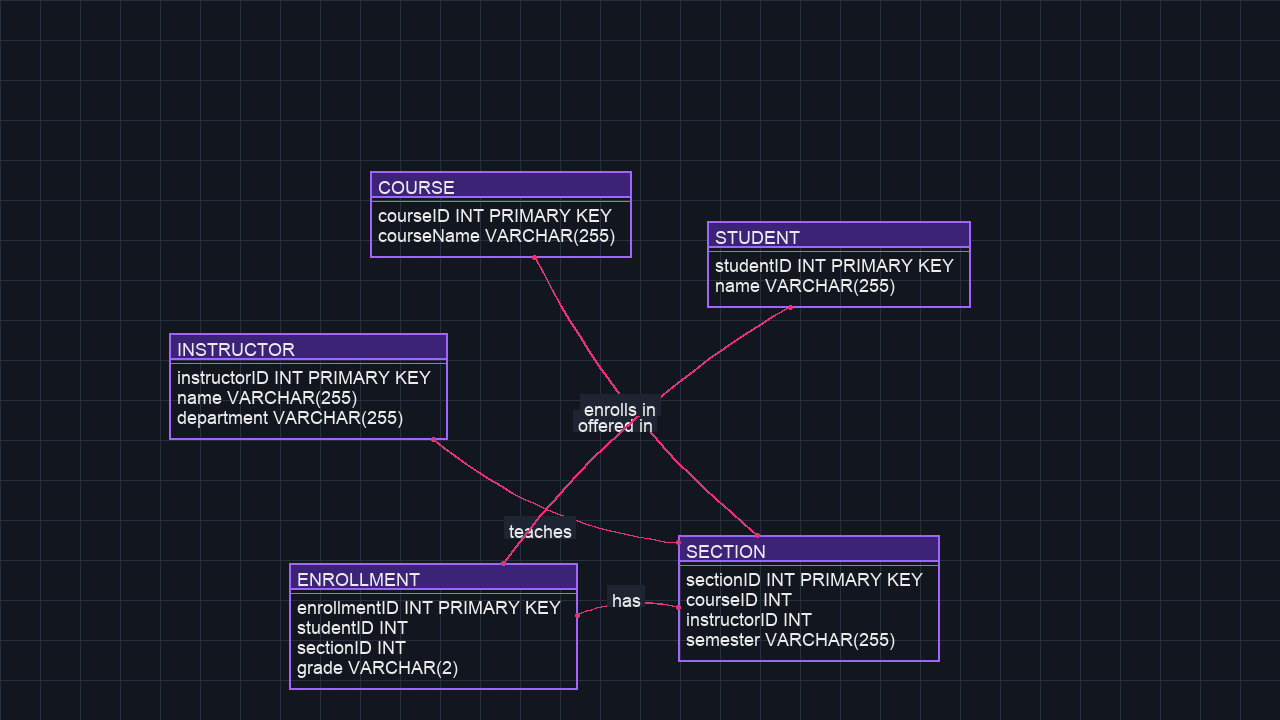 COURSE
courseID INT PRIMARY KEY
courseName VARCHAR(255)
STUDENT
studentID INT PRIMARY KEY
name VARCHAR(255)
INSTRUCTOR
instructorID INT PRIMARY KEY
name VARCHAR(255)
department VARCHAR(255)
enrolls in
offered in
teaches
SECTION
sectionID INT PRIMARY KEY
courseID INT
instructorID INT
semester VARCHAR(255)
ENROLLMENT
enrollmentID INT PRIMARY KEY
studentID INT
sectionID INT
grade VARCHAR(2)
has